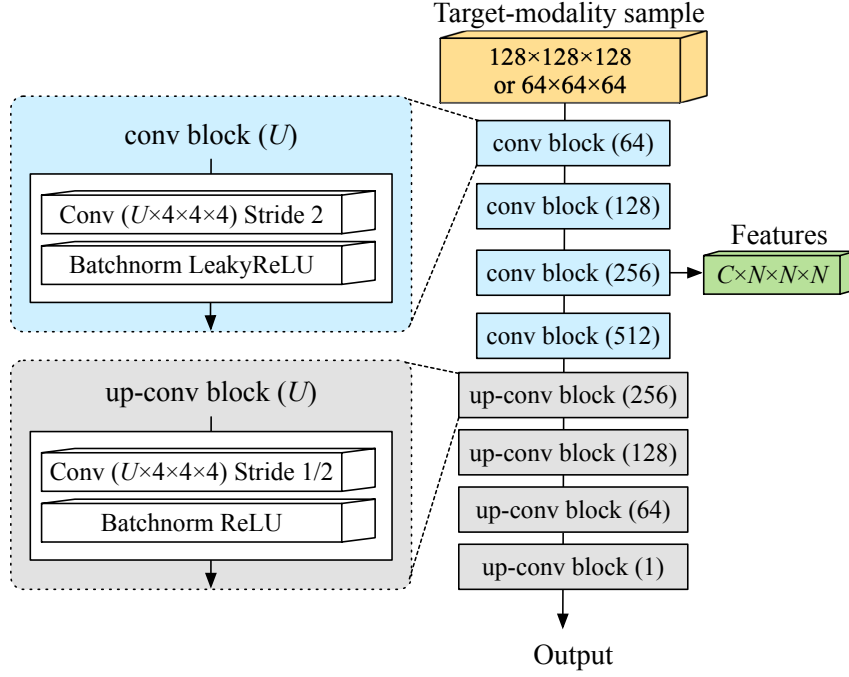 Target-modality sample
128×128×128
or 64×64×64
conv block (U)
Conv (U×4×4×4) Stride 2
Batchnorm LeakyReLU
conv block (64)
conv block (128)
conv block (256)
conv block (512)
Features
C×N×N×N
up-conv block (U)
Conv (U×4×4×4) Stride 1/2
Batchnorm ReLU
up-conv block (256)
up-conv block (128)
up-conv block (64)
up-conv block (1)
Output